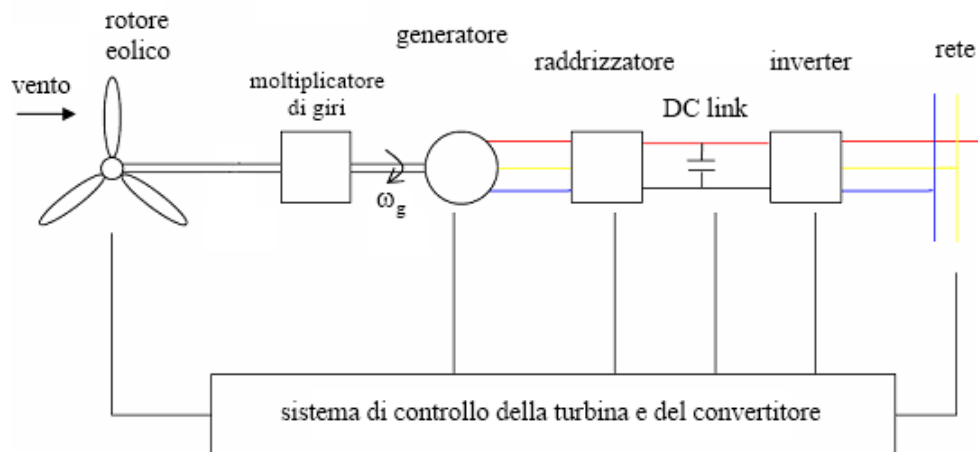 rotore
eolico
vento
moltiplicatore
di giri
ωg
generatore
raddrizzatore
DC link
inverter
rete
sistema di controllo della turbina e del convertitore